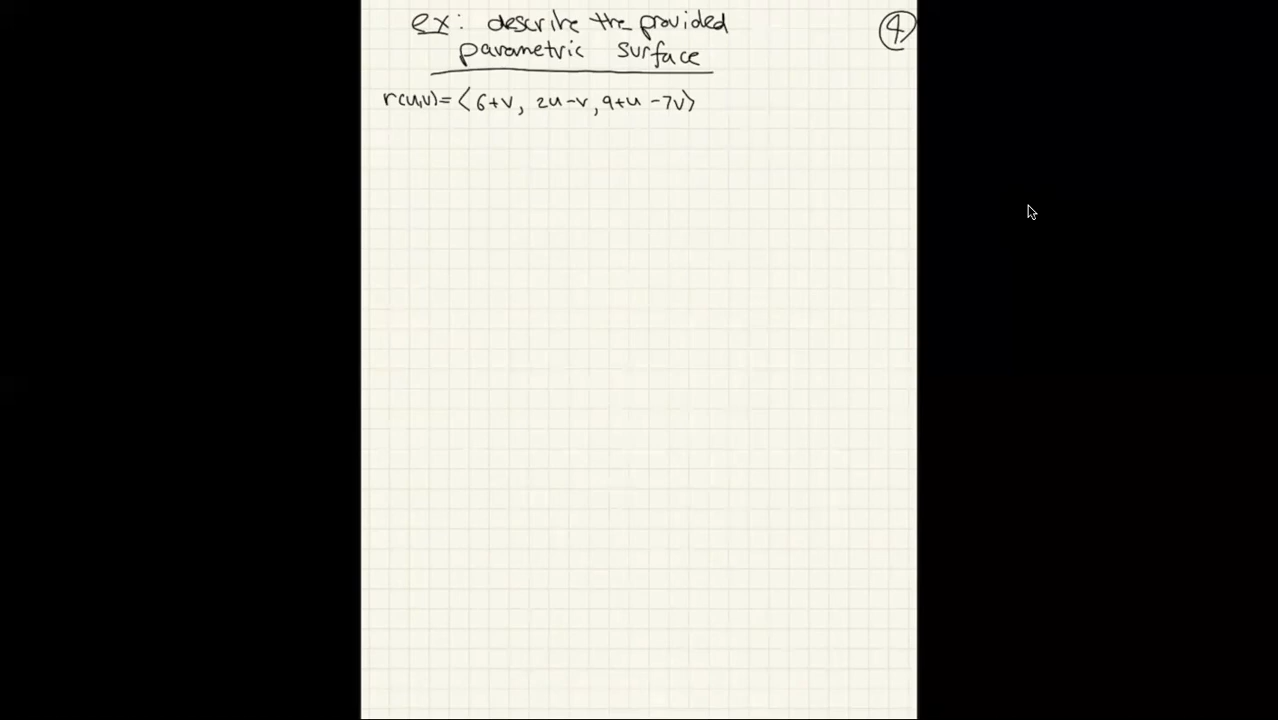 ex: describe the provided
④
parametric surface
r(u,v)=⟨6+v, 2u-v, 9+u-7v⟩